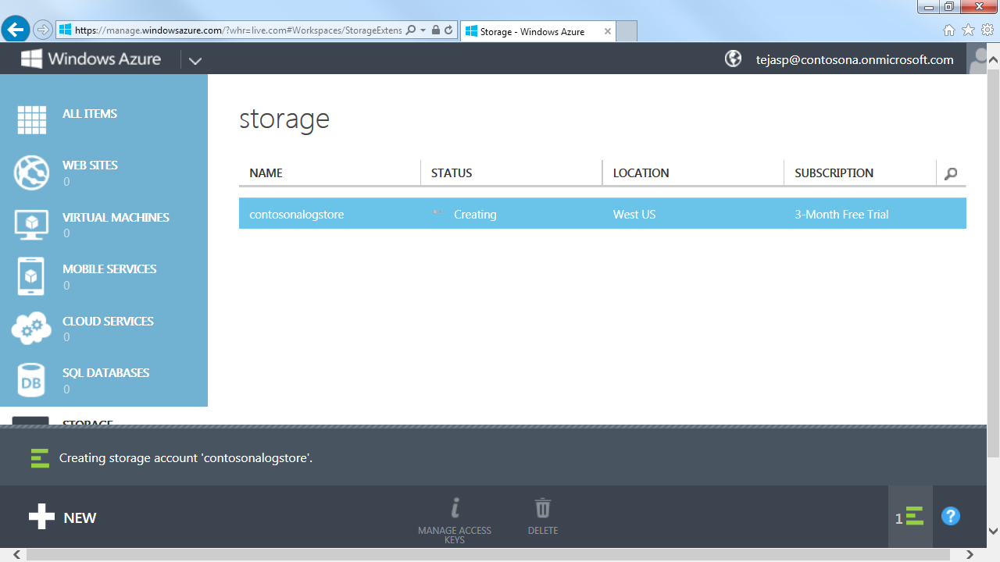 https://manage.windowsazure.com/?whr=live.com#Workspaces/StorageExtens
Storage - Windows Azure
Windows Azure
tejasp@contosona.onmicrosoft.com
ALL ITEMS
WEB SITES
0
VIRTUAL MACHINES
0
MOBILE SERVICES
0
CLOUD SERVICES
0
DB
SQL DATABASES
0
STORAGE
storage
NAME STATUS LOCATION SUBSCRIPTION
contosonalogstore Creating West US 3-Month Free Trial
Creating storage account 'contosonalogstore'.
NEW
MANAGE ACCESS
KEYS
DELETE
1
?